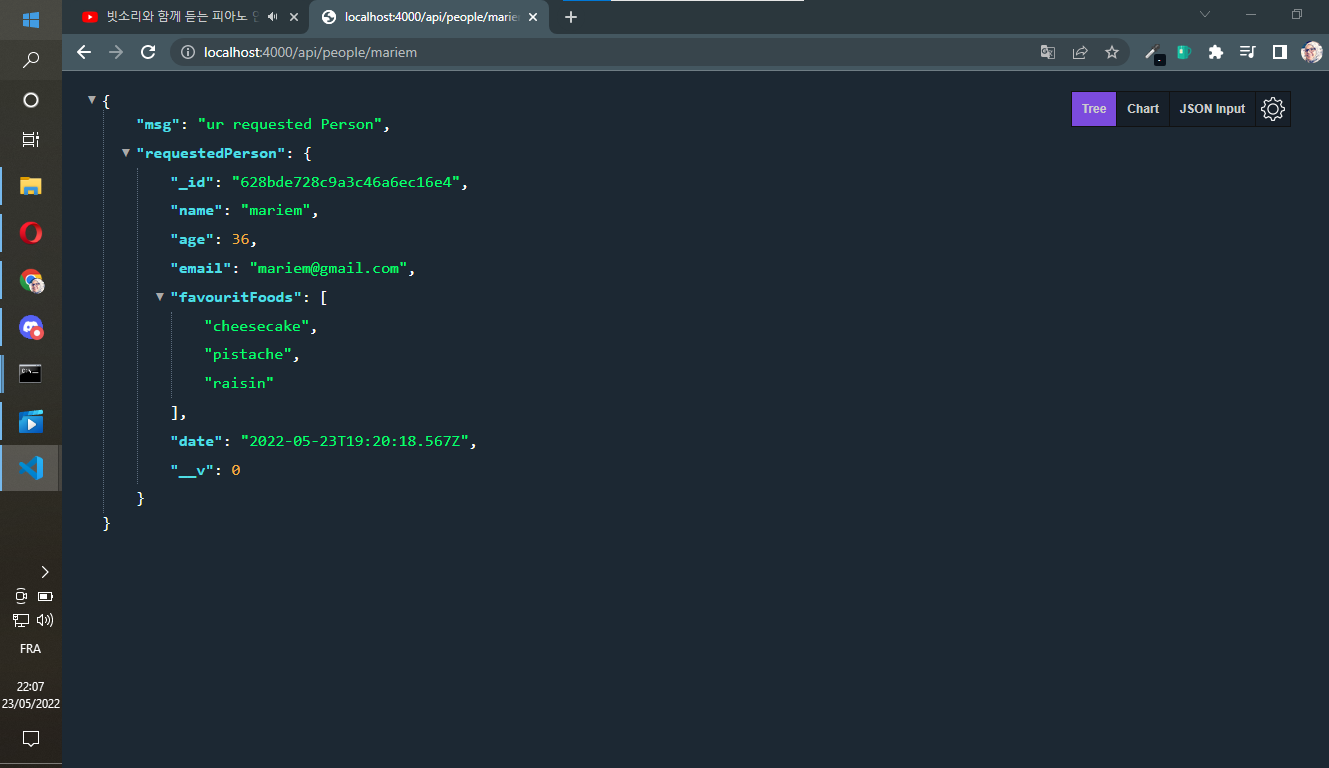 빗소리와 함께 듣는 피아노
localhost:4000/api/people/marie
localhost:4000/api/people/mariem
Tree
Chart
JSON Input
{
"msg": "ur requested Person",
"requestedPerson": {
"_id": "628bde728c9a3c46a6ec16e4",
"name": "mariem",
"age": 36,
"email": "mariem@gmail.com",
"favouritFoods": [
"cheesecake",
"pistache",
"raisin"
],
"date": "2022-05-23T19:20:18.567Z",
"__v": 0
}
}
FRA
22:07
23/05/2022